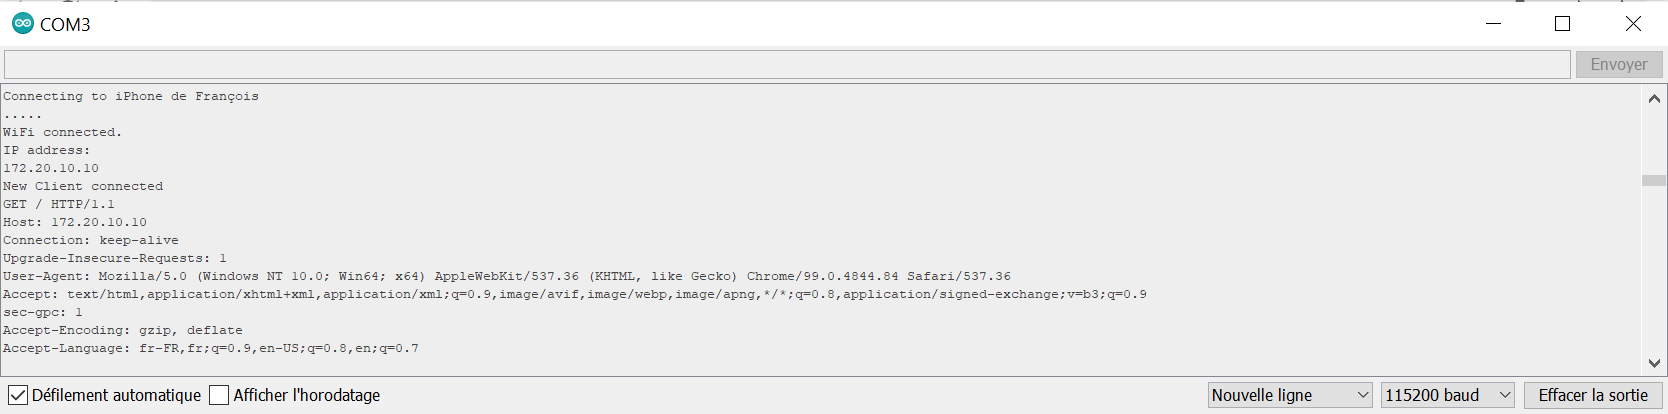 COM3
Envoyer
Connecting to iPhone de François
.....
WiFi connected.
IP address:
172.20.10.10
New Client connected
GET / HTTP/1.1
Host: 172.20.10.10
Connection: keep-alive
Upgrade-Insecure-Requests: 1
User-Agent: Mozilla/5.0 (Windows NT 10.0; Win64; x64) AppleWebKit/537.36 (KHTML, like Gecko) Chrome/99.0.4844.84 Safari/537.36
Accept: text/html,application/xhtml+xml,application/xml;q=0.9,image/avif,image/webp,image/apng,*/*;q=0.8,application/signed-exchange;v=b3;q=0.9
sec-gpc: 1
Accept-Encoding: gzip, deflate
Accept-Language: fr-FR,fr;q=0.9,en-US;q=0.8,en;q=0.7
Défilement automatique Afficher l'horodatage Nouvelle ligne 115200 baud Effacer la sortie